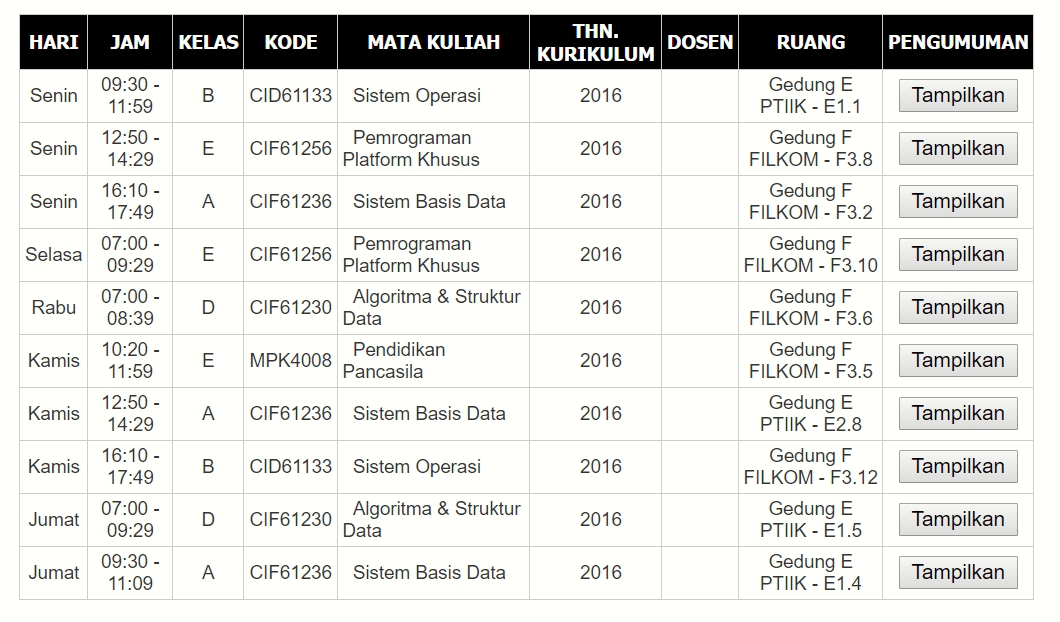 HARI JAM KELAS KODE MATA KULIAH THN. KURIKULUM DOSEN RUANG PENGUMUMAN
Senin 09:30 - 11:59 B CID61133 Sistem Operasi 2016 Gedung E PTIIK - E1.1 Tampilkan
Senin 12:50 - 14:29 E CIF61256 Pemrograman Platform Khusus 2016 Gedung F FILKOM - F3.8 Tampilkan
Senin 16:10 - 17:49 A CIF61236 Sistem Basis Data 2016 Gedung F FILKOM - F3.2 Tampilkan
Selasa 07:00 - 09:29 E CIF61256 Pemrograman Platform Khusus 2016 Gedung F FILKOM - F3.10 Tampilkan
Rabu 07:00 - 08:39 D CIF61230 Algoritma & Struktur Data 2016 Gedung F FILKOM - F3.6 Tampilkan
Kamis 10:20 - 11:59 E MPK4008 Pendidikan Pancasila 2016 Gedung F FILKOM - F3.5 Tampilkan
Kamis 12:50 - 14:29 A CIF61236 Sistem Basis Data 2016 Gedung E PTIIK - E2.8 Tampilkan
Kamis 16:10 - 17:49 B CID61133 Sistem Operasi 2016 Gedung F FILKOM - F3.12 Tampilkan
Jumat 07:00 - 09:29 D CIF61230 Algoritma & Struktur Data 2016 Gedung E PTIIK - E1.5 Tampilkan
Jumat 09:30 - 11:09 A CIF61236 Sistem Basis Data 2016 Gedung E PTIIK - E1.4 Tampilkan